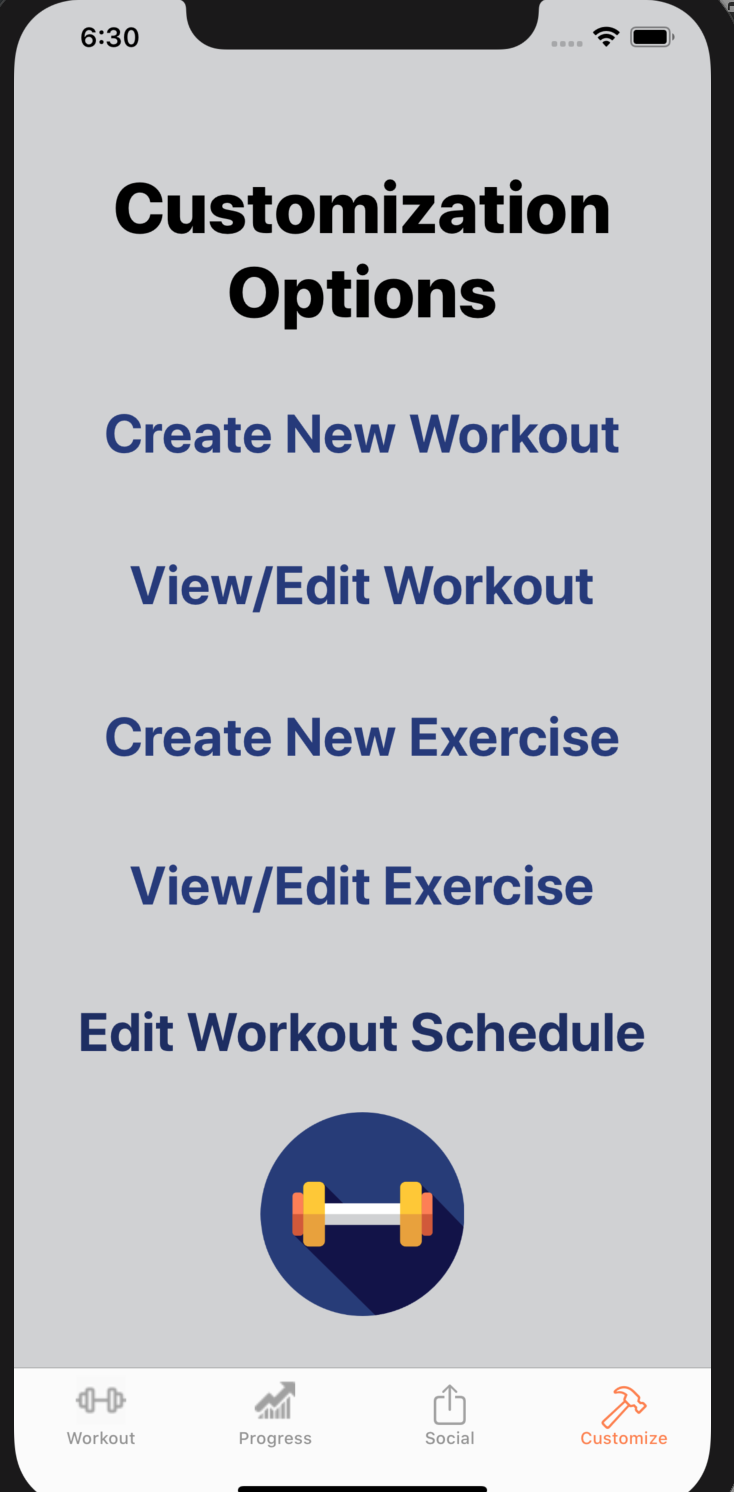 6:30
Customization
Options
Create New Workout
View/Edit Workout
Create New Exercise
View/Edit Exercise
Edit Workout Schedule
Workout
Progress
Social
Customize